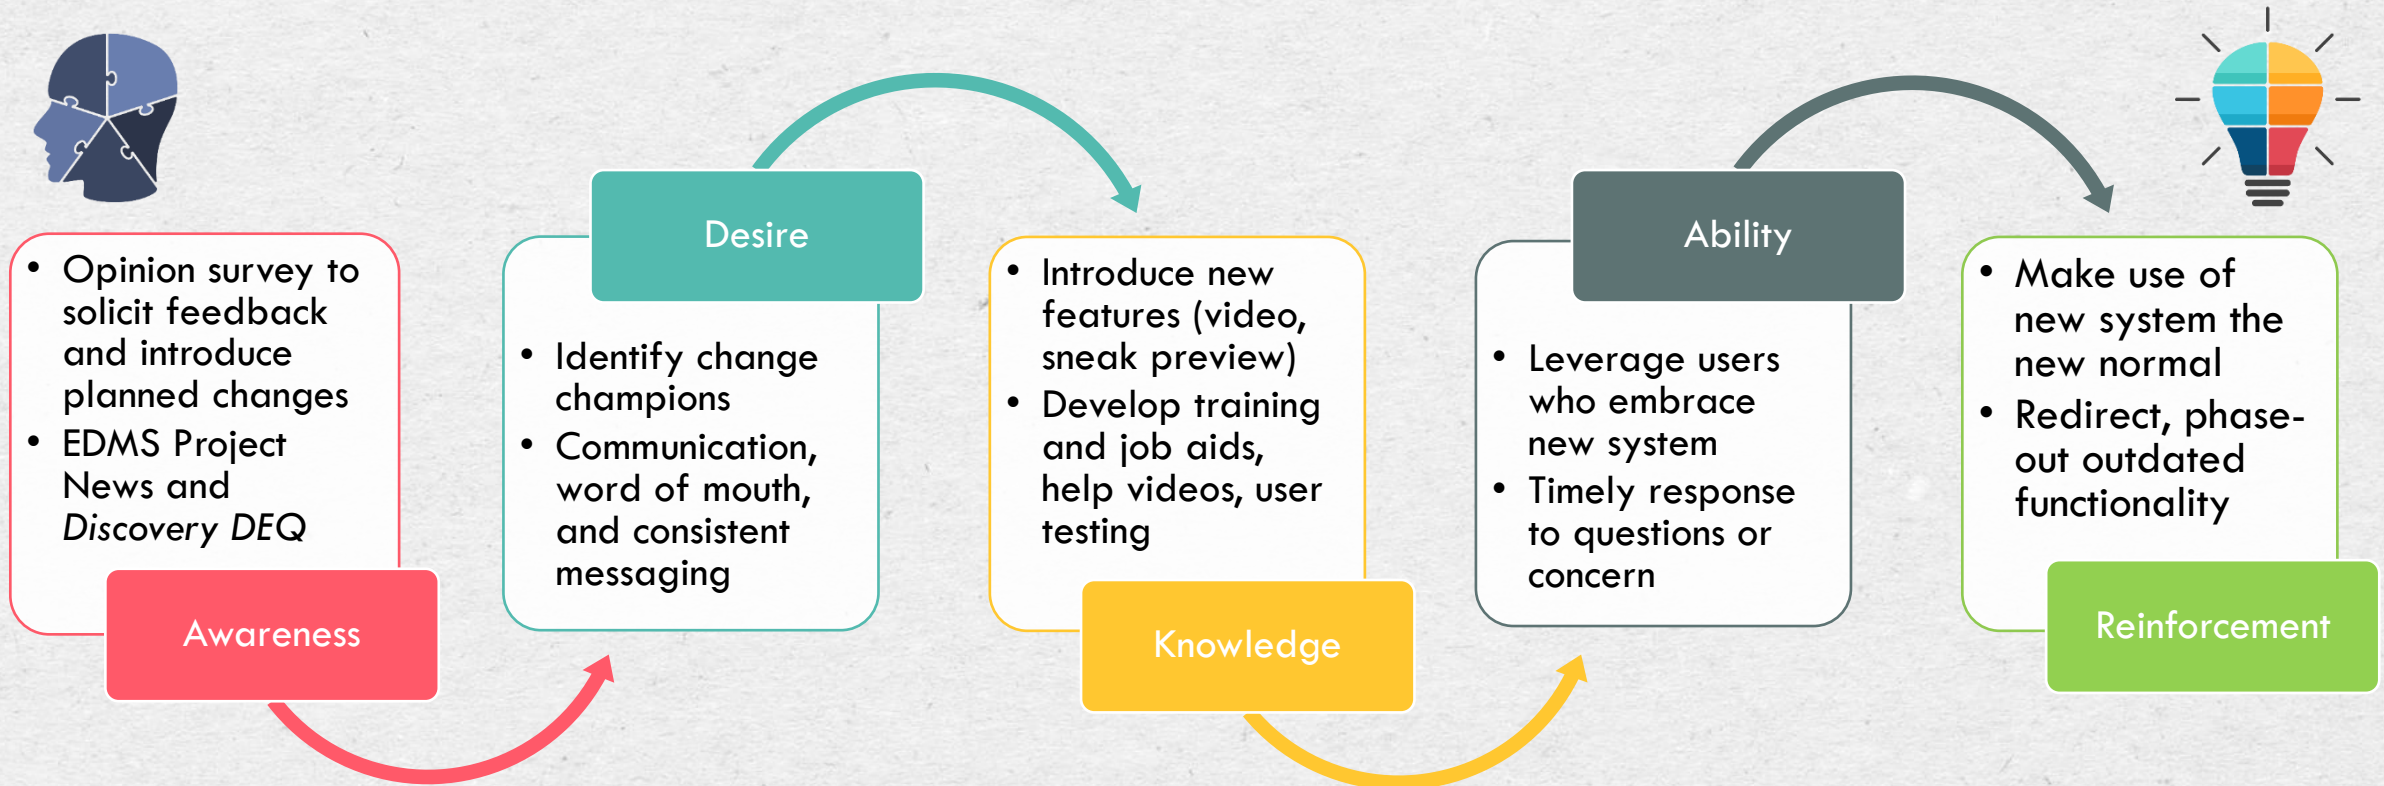 • Opinion survey to
solicit feedback
and introduce
planned changes
• EDMS Project
News and
Discovery DEQ
Awareness
Desire
• Identify change
champions
• Communication,
word of mouth,
and consistent
messaging
• Introduce new
features (video,
sneak preview)
• Develop training
and job aids,
help videos, user
testing
Knowledge
Ability
• Leverage users
who embrace
new system
• Timely response
to questions or
concern
• Make use of
new system the
new normal
• Redirect, phase-
out outdated
functionality
Reinforcement